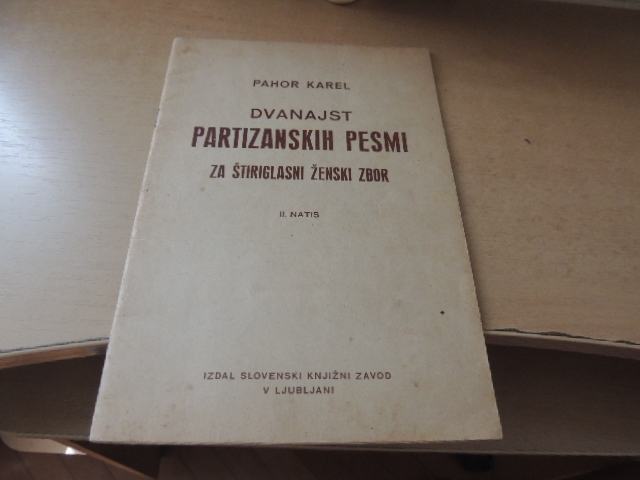 PAHOR KAREL
DVANAJST
PARTIZANSKIH PESMI
ZA ŠTIRIGLASNI ŽENSKI ZBOR
II. NATIS
IZDAL SLOVENSKI KNJIŽNI ZAVOD
V LJUBLJANI